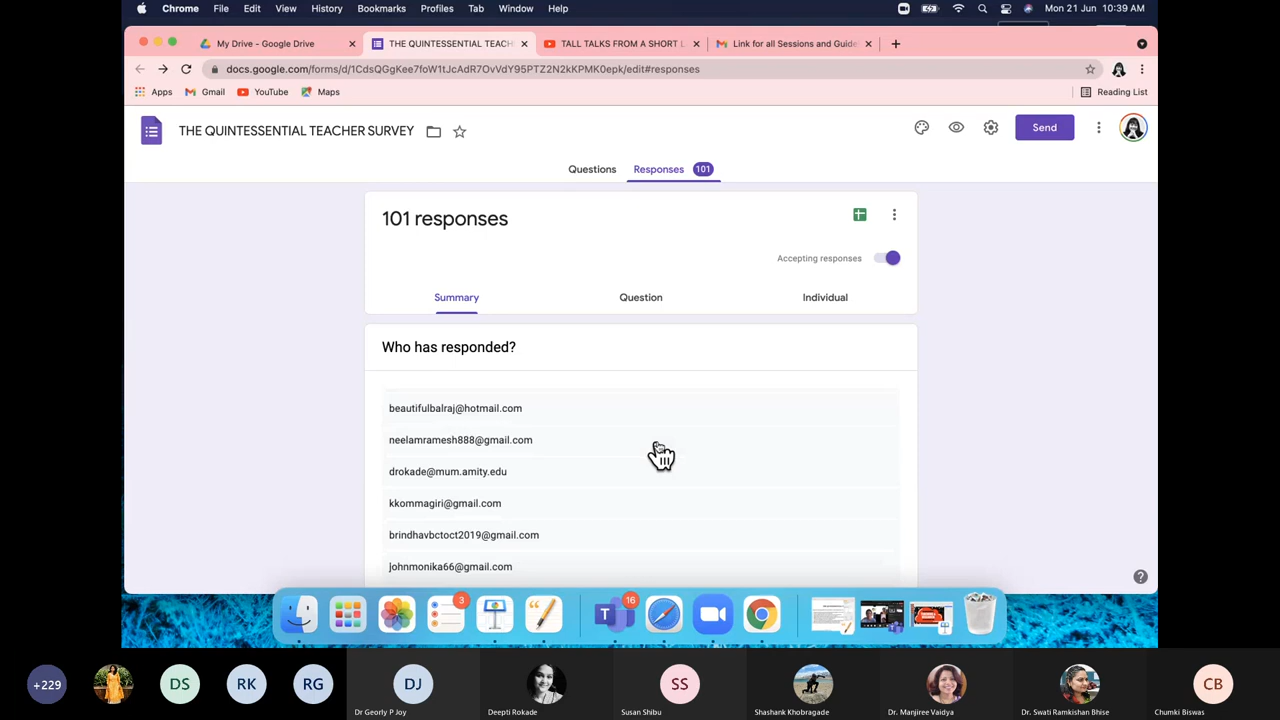 Chrome File Edit View History Bookmarks Profiles Tab Window Help Mon 21 Jun 10:39 AM
My Drive - Google Drive THE QUINTESSENTIAL TEACH TALL TALKS FROM A SHORT L Link for all Sessions and Guide
docs.google.com/forms/d/1CdsQGgKee7foW1tJcAdR7OvVdY95PTZ2N2kKPMK0epk/edit#responses
Apps Gmail YouTube Maps Reading List
THE QUINTESSENTIAL TEACHER SURVEY Send
Questions Responses 101
101 responses
Accepting responses
Summary Question Individual
Who has responded?
beautifulbalraj@hotmail.com
neelamramesh888@gmail.com
drokade@mum.amity.edu
kkommagiri@gmail.com
brindhavbctoct2019@gmail.com
johnmonika66@gmail.com
3 16
+229 DS RK RG DJ SS CB
Dr Georly P Joy Deepti Rokade Susan Shibu Shashank Khobragade Dr. Manjiree Vaidya Dr. Swati Ramkishan Bhise Chumki Biswas